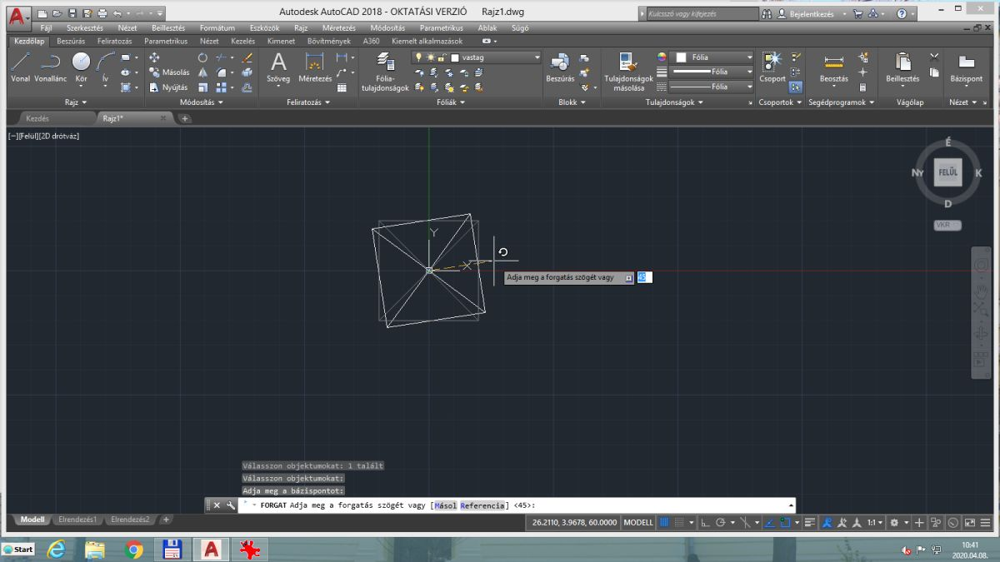 Autodesk AutoCAD 2018 - OKTATÁSI VERZIÓ Rajz1.dwg
Kulcsszó vagy kifejezés
Bejelentkezés
Fájl Szerkesztés Nézet Beillesztés Formátum Eszközök Rajz Méretezés Módosítás Parametrikus Ablak Súgó
Kezdőlap Beszúrás Feliratozás Parametrikus Nézet Kezelés Kimenet Bővítmények A360 Kiemelt alkalmazások
Vonal Vonallánc Kör Ív
Másolás
Nyújtás
Szöveg Méretezés
Fólia-
tulajdonságok
vastag
Beszúrás
Tulajdonságok
másolása
Fólia
Fólia
Fólia
Csoport
Beosztás
Beillesztés
Bázispont
Rajz Módosítás Feliratozás Fóliák Blokk Tulajdonságok Csoportok Segédprogramok Vágólap Nézet
Kezdés Rajz1* +
[−][Felül][2D drótváz]
É
Ny FELÜL K
D
VKR
Y
X
Adja meg a forgatás szögét vagy 45
Válasszon objektumokat: 1 talált
Válasszon objektumokat:
Adja meg a bázispontot:
FORGAT Adja meg a forgatás szögét vagy [Másol Referencia] <45>:
Modell Elrendezés1 Elrendezés2 +
26.2110, 3.9678, 60.0000 MODELL
1:1
Start
10:41
2020.04.08.